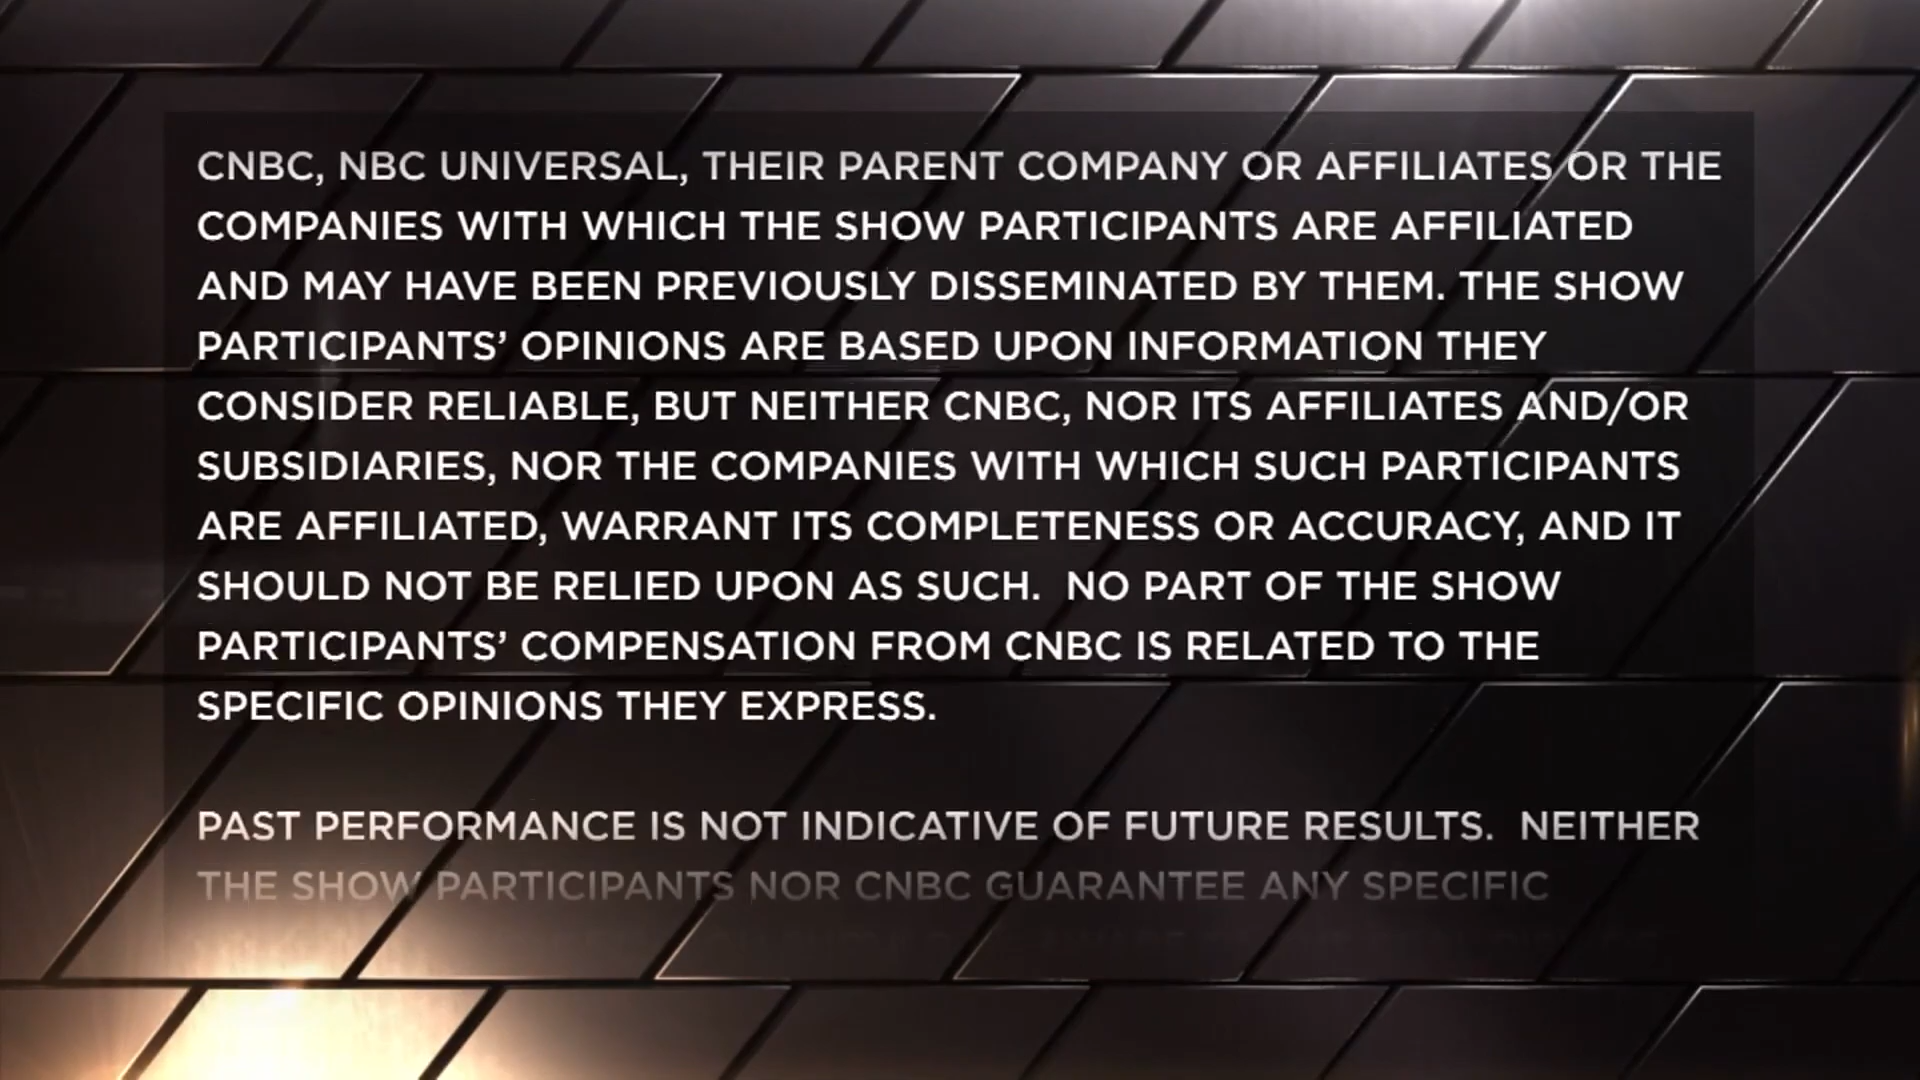 CNBC, NBC UNIVERSAL, THEIR PARENT COMPANY OR AFFILIATES OR THE
COMPANIES WITH WHICH THE SHOW PARTICIPANTS ARE AFFILIATED
AND MAY HAVE BEEN PREVIOUSLY DISSEMINATED BY THEM. THE SHOW
PARTICIPANTS’ OPINIONS ARE BASED UPON INFORMATION THEY
CONSIDER RELIABLE, BUT NEITHER CNBC, NOR ITS AFFILIATES AND/OR
SUBSIDIARIES, NOR THE COMPANIES WITH WHICH SUCH PARTICIPANTS
ARE AFFILIATED, WARRANT ITS COMPLETENESS OR ACCURACY, AND IT
SHOULD NOT BE RELIED UPON AS SUCH.  NO PART OF THE SHOW
PARTICIPANTS’ COMPENSATION FROM CNBC IS RELATED TO THE
SPECIFIC OPINIONS THEY EXPRESS.
PAST PERFORMANCE IS NOT INDICATIVE OF FUTURE RESULTS.  NEITHER
THE SHOW PARTICIPANTS NOR CNBC GUARANTEE ANY SPECIFIC